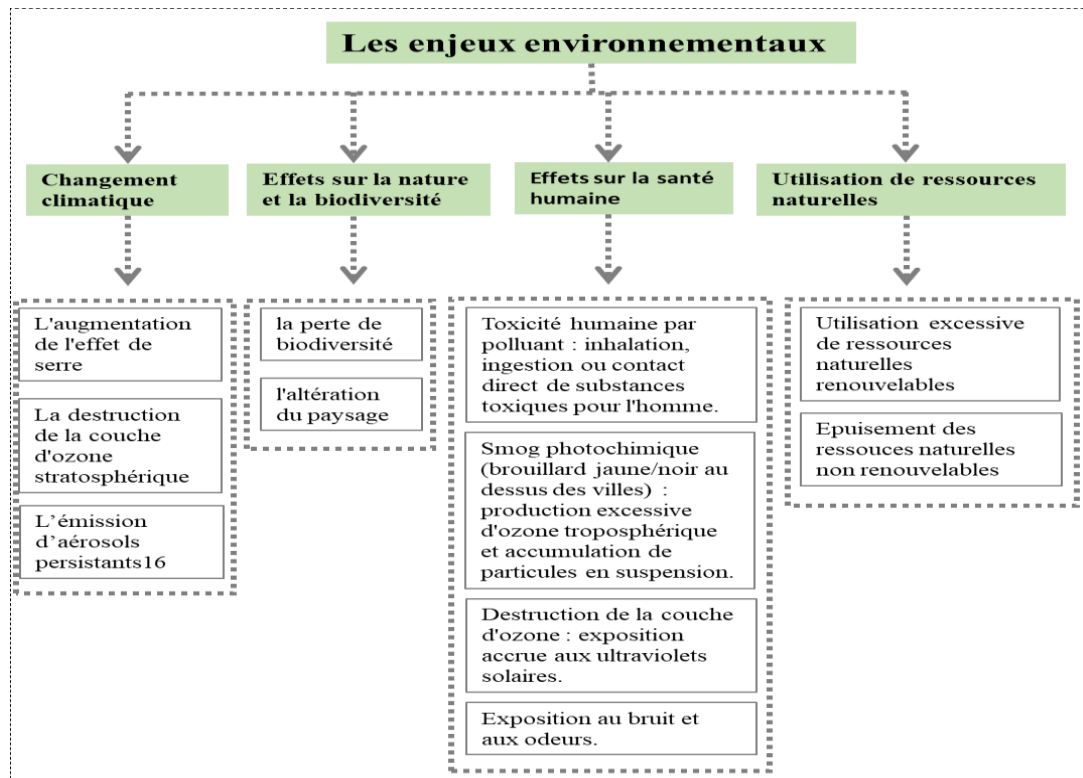 Les enjeux environnementaux
Changement
climatique
Effets sur la nature
et la biodiversité
Effets sur la santé
humaine
Utilisation de ressources
naturelles
L'augmentation
de l'effet de
serre
La destruction
de la couche
d'ozone
stratosphérique
L’émission
d’aérosols
persistants16
la perte de
biodiversité
l'altération
du paysage
Toxicité humaine par
polluant : inhalation,
ingestion ou contact
direct de substances
toxiques pour l'homme.
Smog photochimique
(brouillard jaune/noir au
dessus des villes) :
production excessive
d'ozone troposphérique
et accumulation de
particules en suspension.
Destruction de la couche
d'ozone : exposition
accrue aux ultraviolets
solaires.
Exposition au bruit et
aux odeurs.
Utilisation excessive
de ressources
naturelles
renouvelables
Epuisement des
ressouces naturelles
non renouvelables